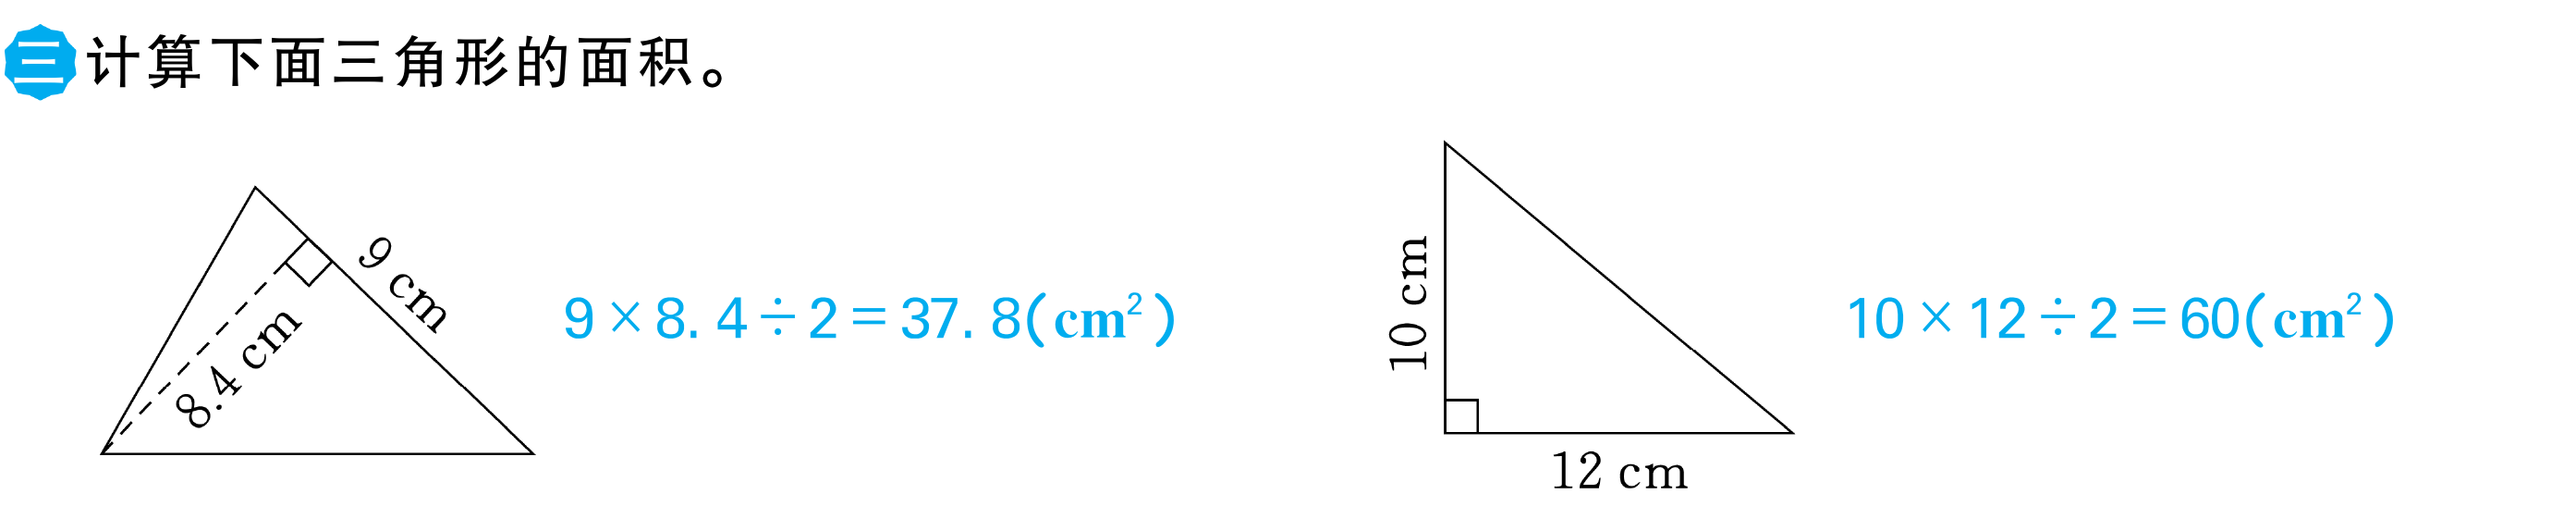 三 计算下面三角形的面积。
9 cm
8.4 cm
9×8.4÷2=37.8(cm²)
10 cm
12 cm
10×12÷2=60(cm²)